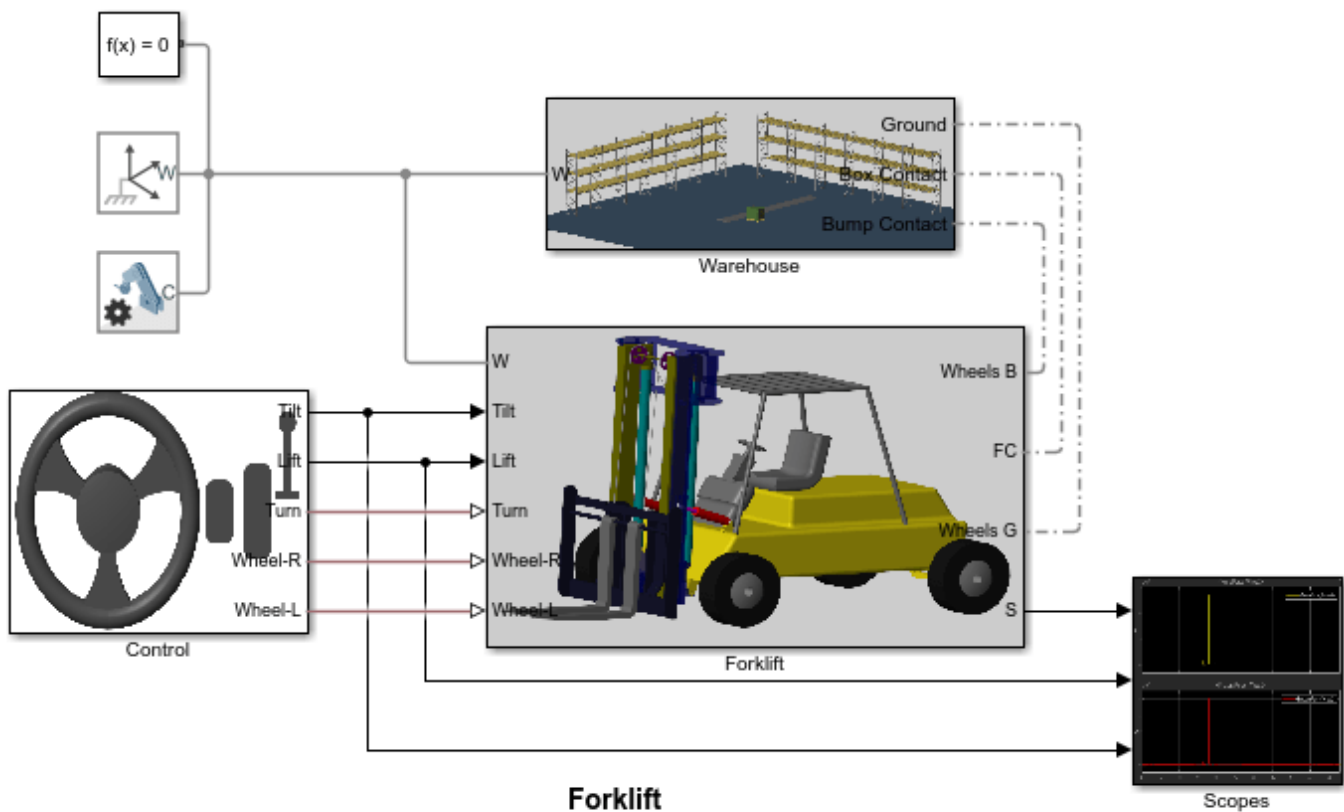 f(x) = 0
W
C
W
Ground
Box Contact
Bump Contact
Warehouse
Tilt
Lift
Turn
Wheel-R
Wheel-L
Control
W
Tilt
Lift
Turn
Wheel-R
Wheel-L
Wheels B
FC
Wheels G
S
Forklift
Scopes
Forklift